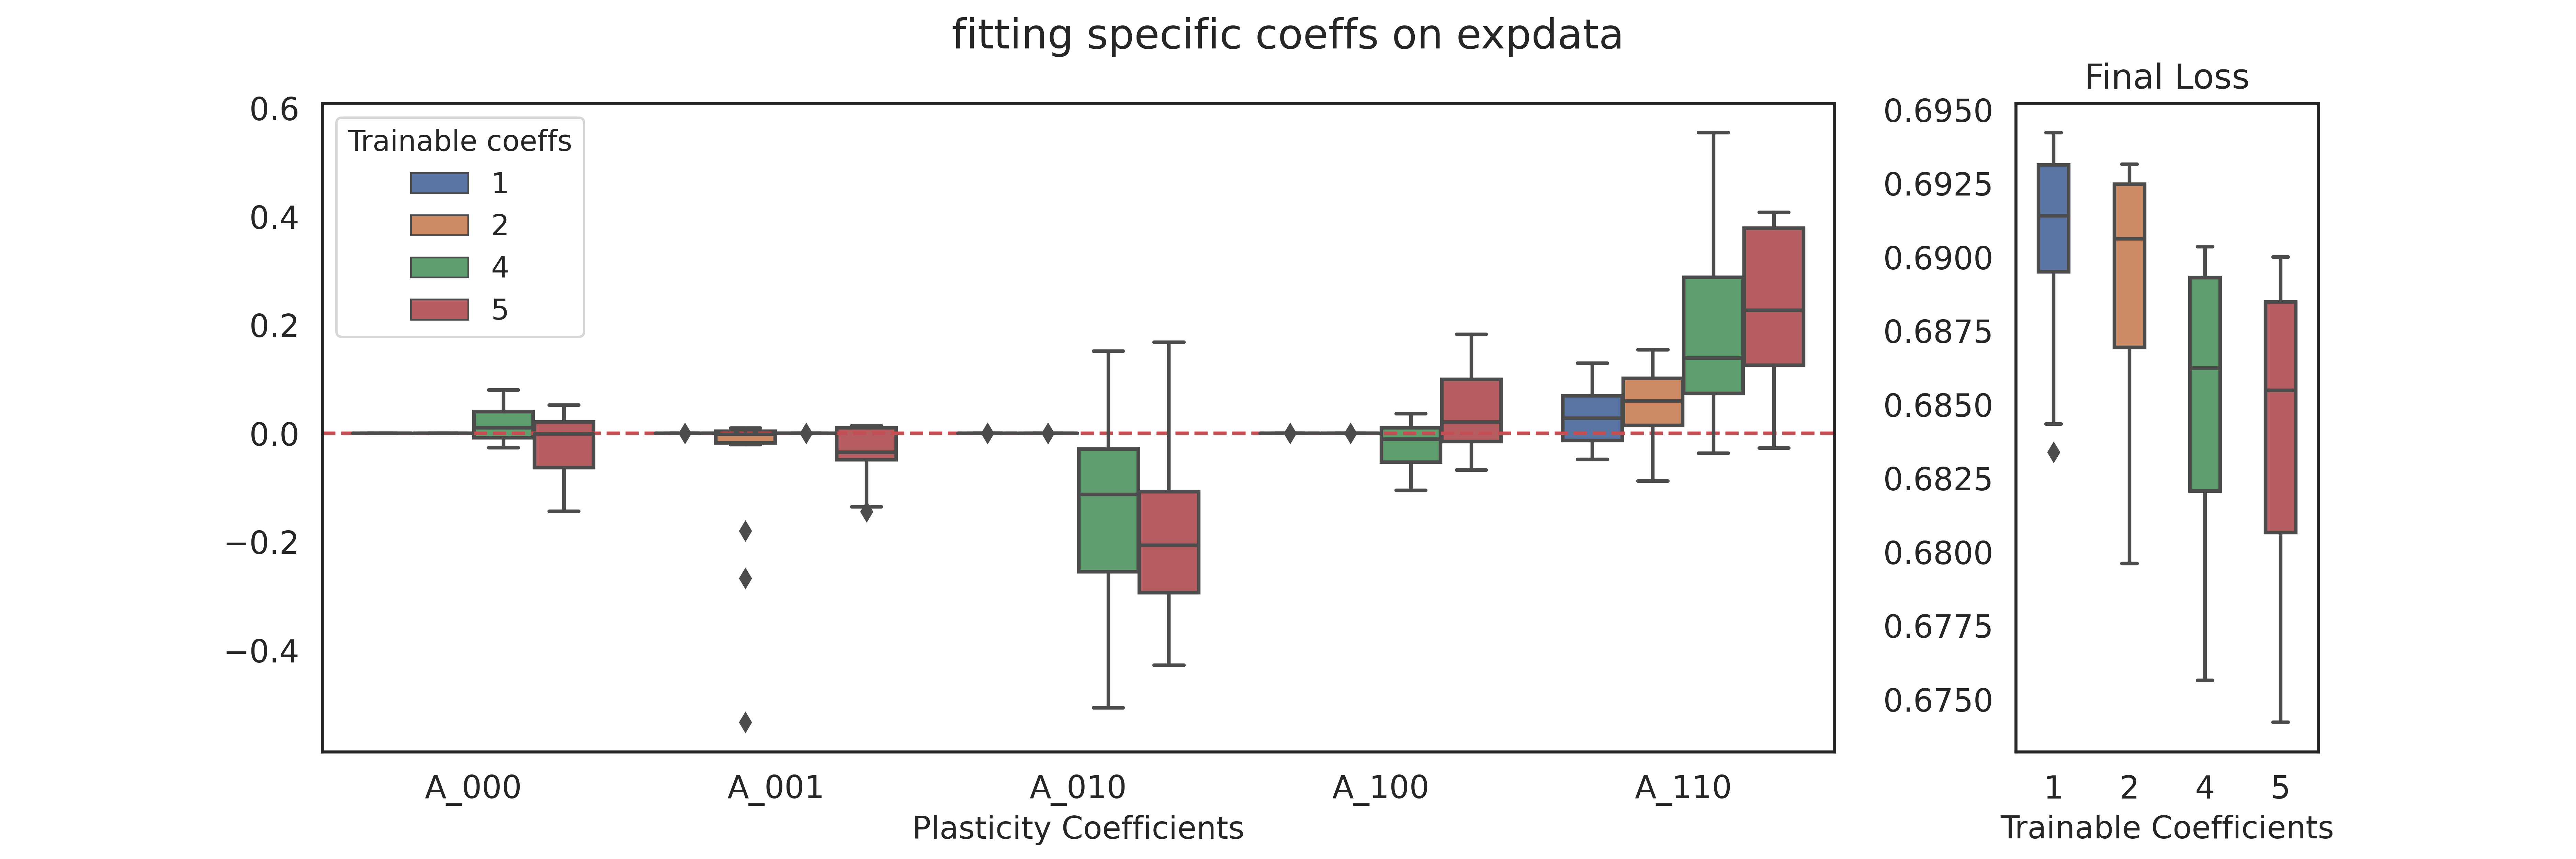 fitting specific coeffs on expdata
0.6
0.4
0.2
0.0
−0.2
−0.4
Trainable coeffs
1
2
4
5
A_000 A_001 A_010 A_100 A_110
Plasticity Coefficients
Final Loss
0.6950
0.6925
0.6900
0.6875
0.6850
0.6825
0.6800
0.6775
0.6750
1 2 4 5
Trainable Coefficients